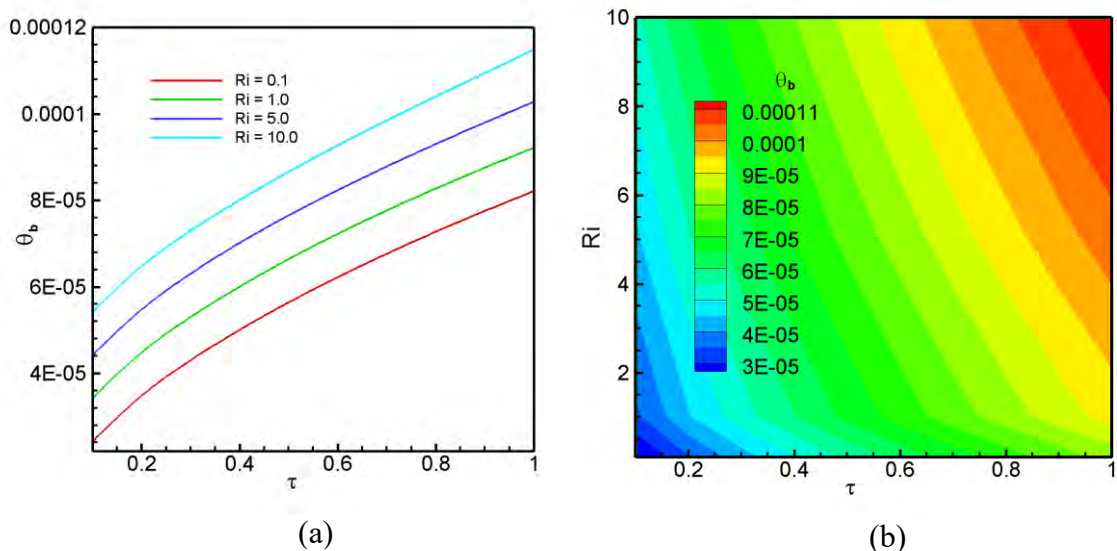 0.00012
0.0001
8E-05
6E-05
4E-05
θb
Ri = 0.1
Ri = 1.0
Ri = 5.0
Ri = 10.0
0.2 0.4 0.6 0.8 1
τ
(a)
10
8
6
4
2
Ri
θb
0.00011
0.0001
9E-05
8E-05
7E-05
6E-05
5E-05
4E-05
3E-05
0.2 0.4 0.6 0.8 1
τ
(b)